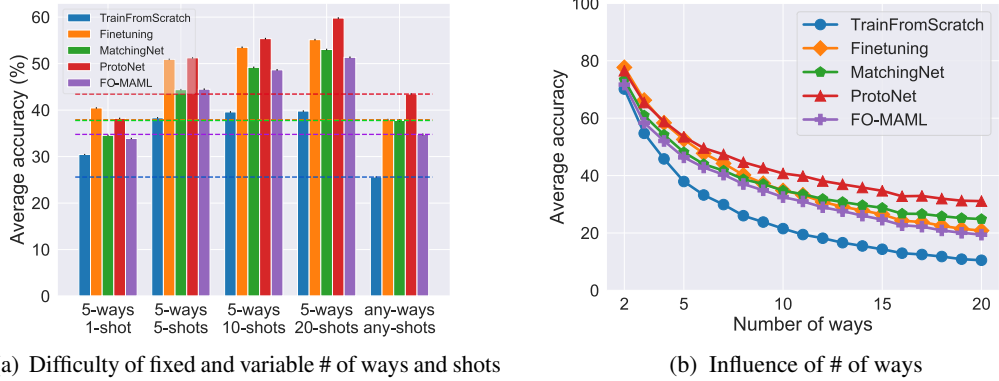 60
50
40
30
20
10
0
Average accuracy (%)
TrainFromScratch
Finetuning
MatchingNet
ProtoNet
FO-MAML
5-ways 5-ways 5-ways 5-ways any-ways
1-shot 5-shots 10-shots 20-shots any-shots
a) Difficulty of fixed and variable # of ways and shots
100
80
60
40
20
0
Average accuracy
TrainFromScratch
Finetuning
MatchingNet
ProtoNet
FO-MAML
2 5 10 15 20
Number of ways
(b) Influence of # of ways